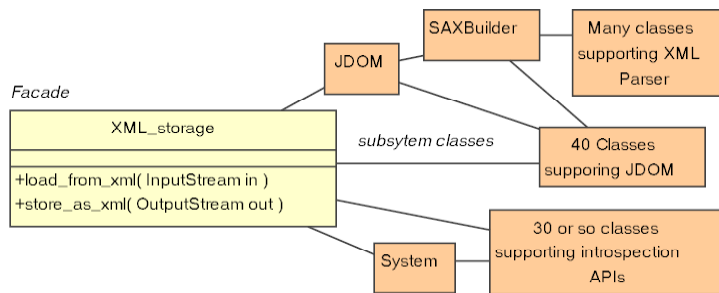 SAXBuilder
Many classes
supporting XML
Parser
JDOM
Facade
XML_storage
subsytem classes
40 Classes
supporing JDOM
+load_from_xml( InputStream in )
+store_as_xml( OutputStream out )
30 or so classes
supporting introspection
APIs
System